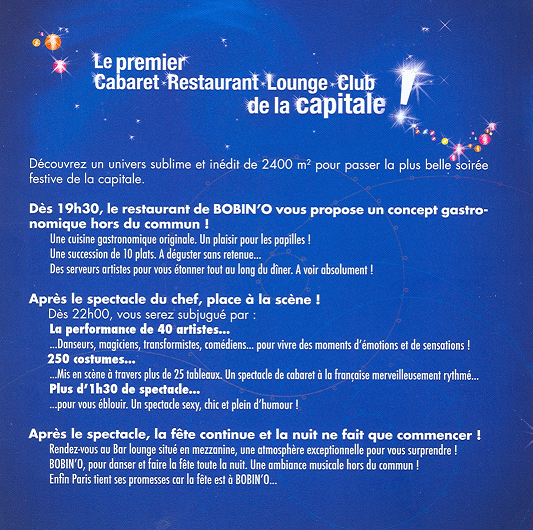 Le premier
Cabaret Restaurant Lounge Club
de la capitale !
Découvrez un univers sublime et inédit de 2400 m² pour passer la plus belle soirée
festive de la capitale.
Dès 19h30, le restaurant de BOBIN'O vous propose un concept gastro-
nomique hors du commun !
Une cuisine gastronomique originale. Un plaisir pour les papilles !
Une succession de 10 plats. A déguster sans retenue...
Des serveurs artistes pour vous étonner tout au long du dîner. A voir absolument !
Après le spectacle du chef, place à la scène !
Dès 22h00, vous serez subjugué par :
La performance de 40 artistes...
...Danseurs, magiciens, transformistes, comédiens... pour vivre des moments d'émotions et de sensations !
250 costumes...
...Mis en scène à travers plus de 25 tableaux. Un spectacle de cabaret à la française merveilleusement rythmé...
Plus d'1h30 de spectacle...
...pour vous éblouir. Un spectacle sexy, chic et plein d'humour !
Après le spectacle, la fête continue et la nuit ne fait que commencer !
Rendez-vous au Bar lounge situé en mezzanine, une atmosphère exceptionnelle pour vous surprendre !
BOBIN'O, pour danser et faire la fête toute la nuit. Une ambiance musicale hors du commun !
Enfin Paris tient ses promesses car la fête est à BOBIN'O...